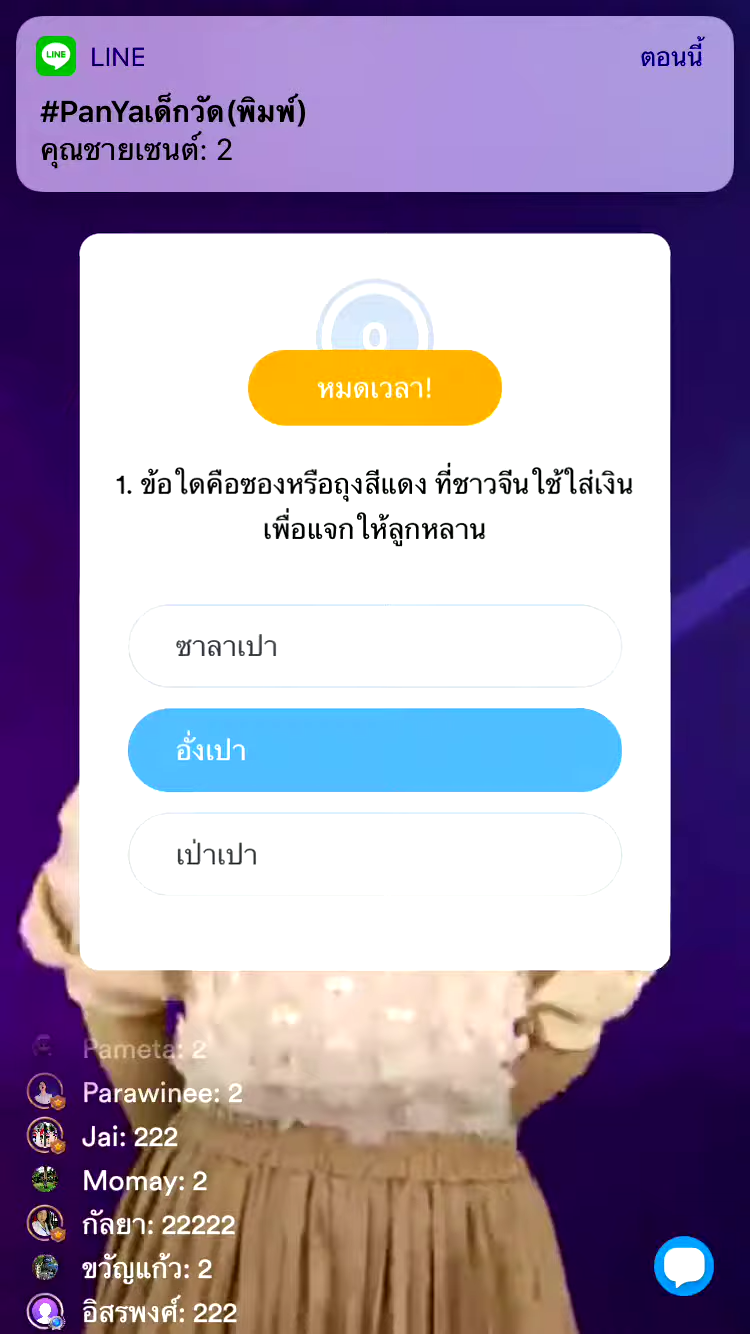 LINE
LINE
ตอนนี้
#PanYaเด็กวัด(พิมพ์)
คุณชายเซนต์: 2
0
หมดเวลา!
1. ข้อใดคือซองหรือถุงสีแดง ที่ชาวจีนใช้ใส่เงิน
เพื่อแจกให้ลูกหลาน
ซาลาเปา
อั่งเปา
เป่าเปา
Pameta: 2
Parawinee: 2
Jai: 222
Momay: 2
กัลยา: 22222
ขวัญแก้ว: 2
อิสรพงศ์: 222